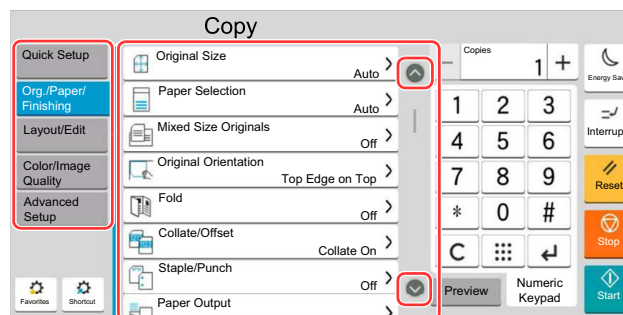 Copy
Quick Setup
Org./Paper/
Finishing
Layout/Edit
Color/Image
Quality
Advanced
Setup
Favorites
Shortcut
Original Size
Auto
Paper Selection
Auto
Mixed Size Originals
Off
Original Orientation
Top Edge on Top
Fold
Off
Collate/Offset
Collate On
Staple/Punch
Off
Paper Output
Copies
− 1 +
1 2 3
4 5 6
7 8 9
* 0 #
C
Preview
Numeric
Keypad
Energy Sav
Interrup
Reset
Stop
Start